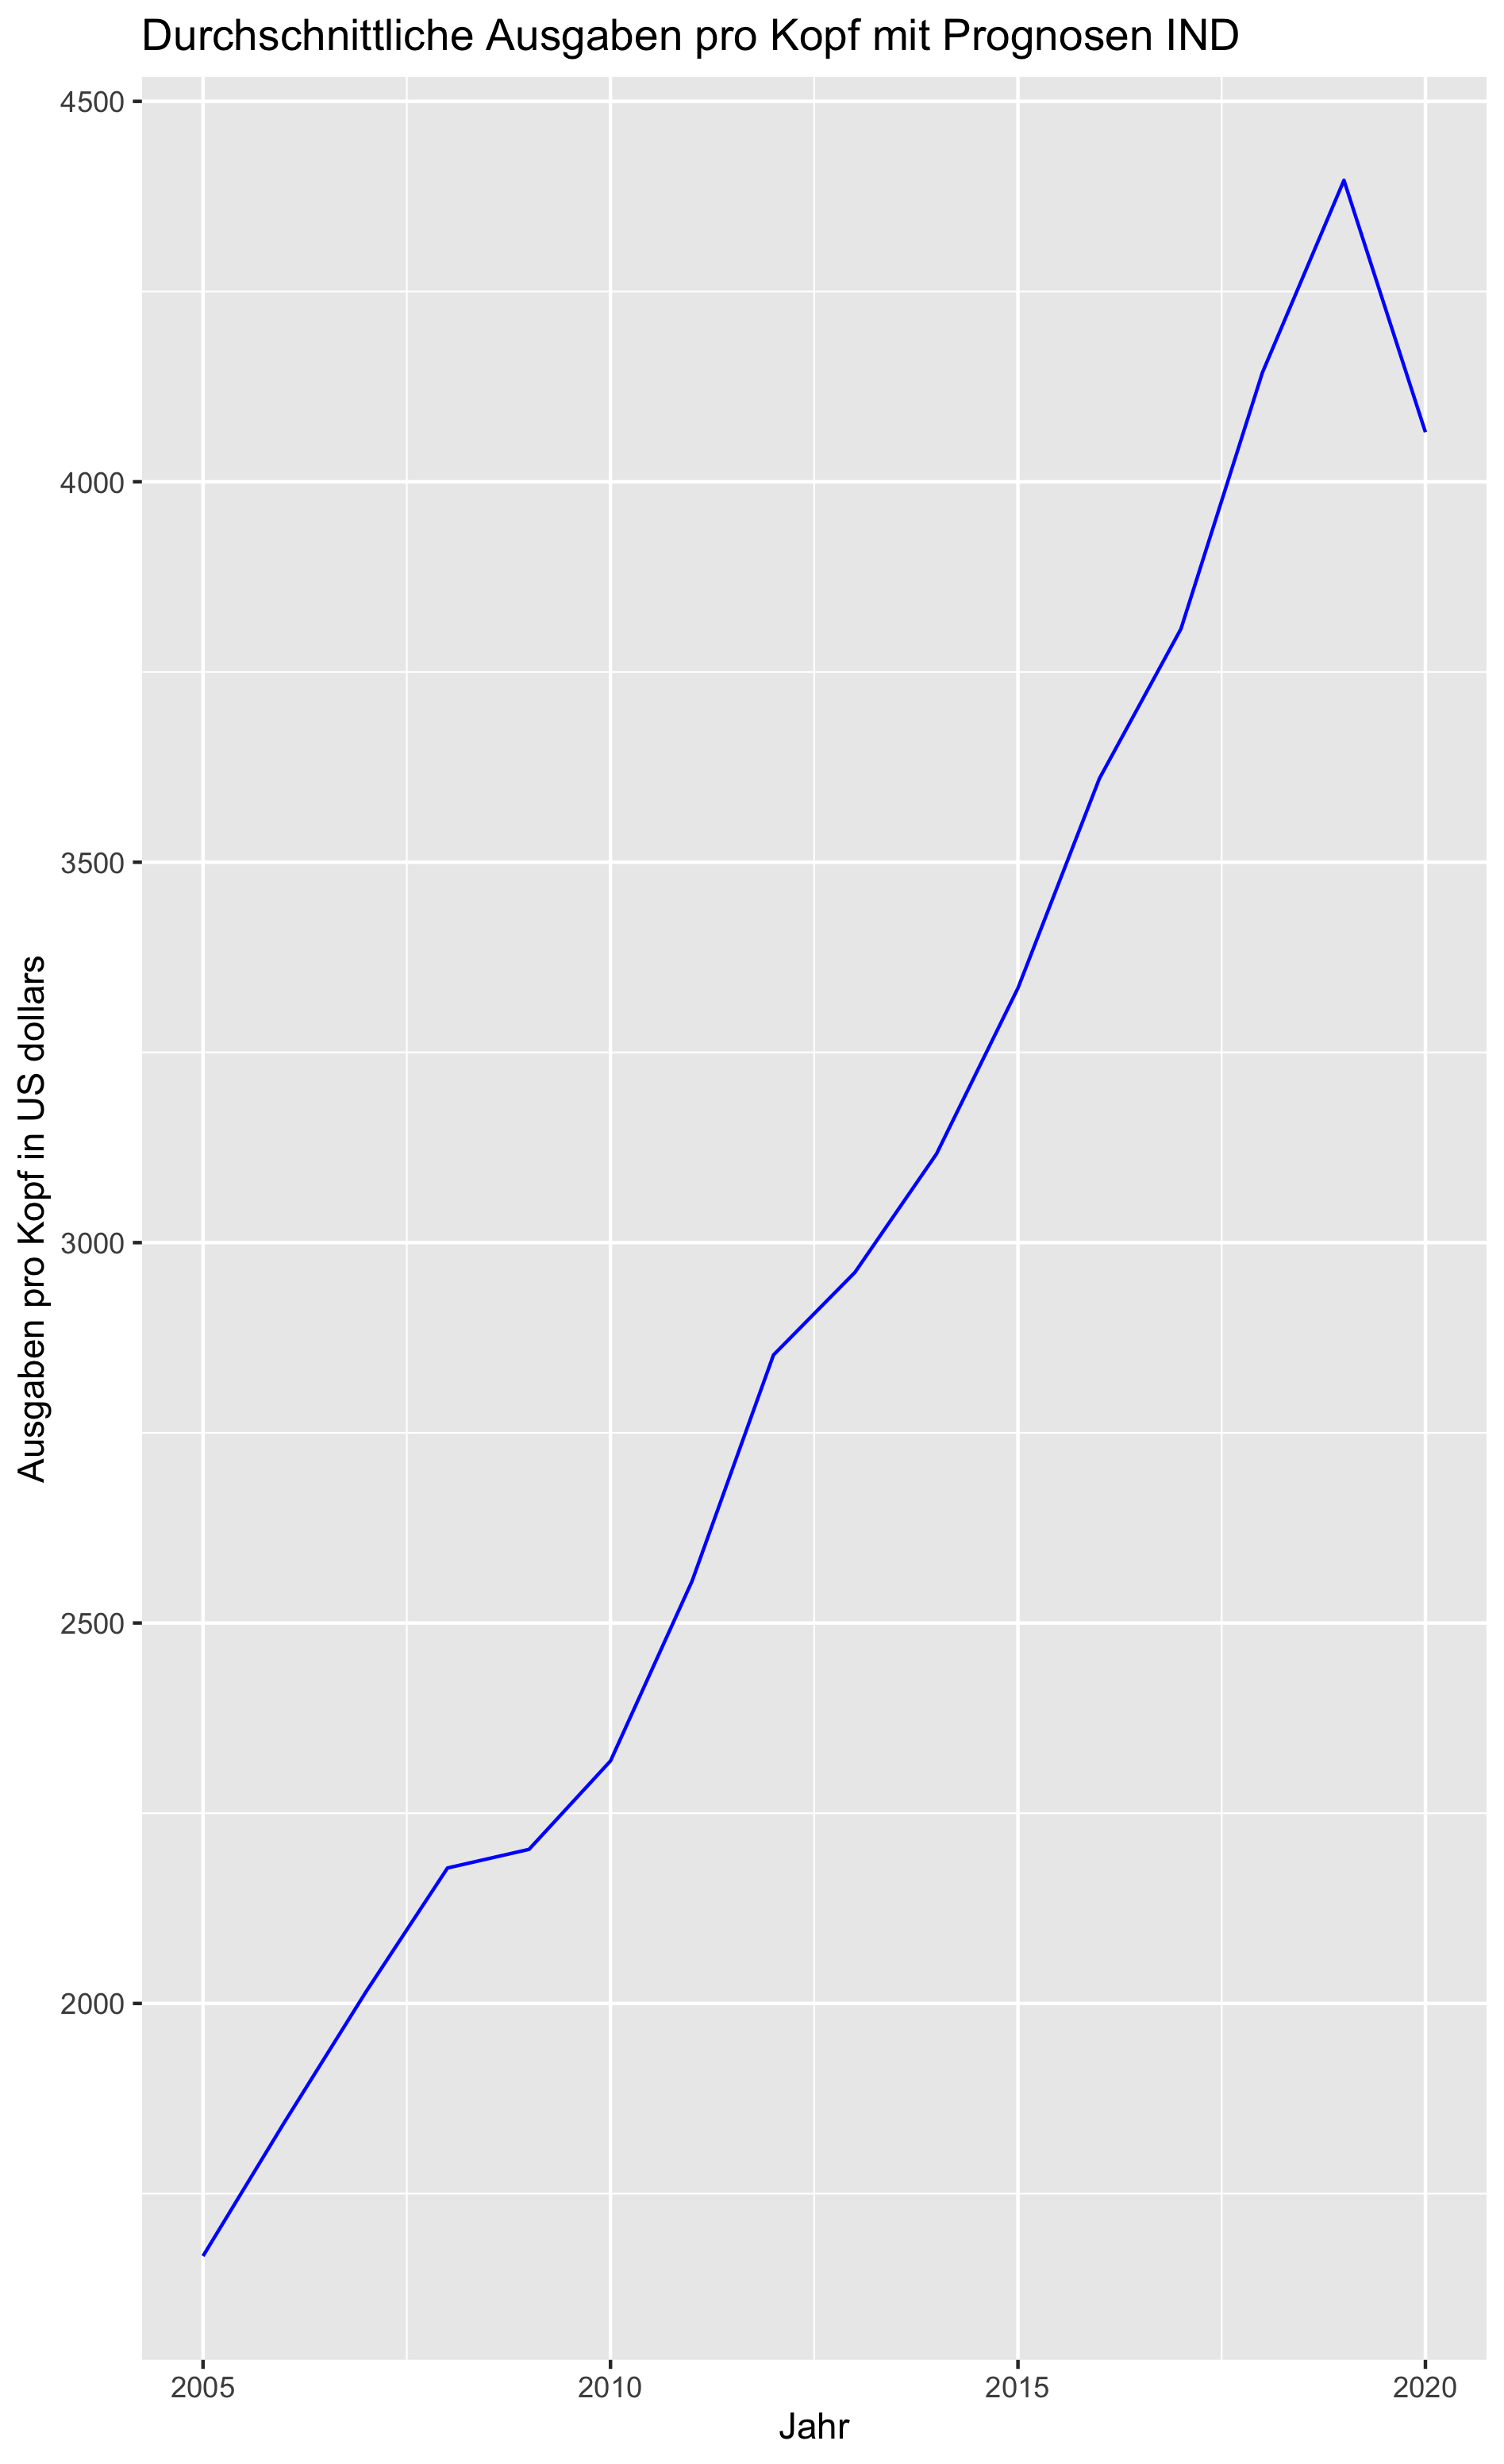 Durchschnittliche Ausgaben pro Kopf mit Prognosen IND
Ausgaben pro Kopf in US dollars
4500
4000
3500
3000
2500
2000
2005 2010 2015 2020
Jahr